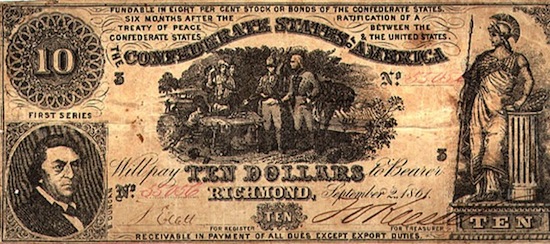 FUNDABLE IN EIGHT PER CENT STOCK OR BONDS OF THE CONFEDERATE STATES.
SIX MONTHS AFTER THE RATIFICATION OF A
TREATY OF PEACE BETWEEN THE
CONFEDERATE STATES & THE UNITED STATES.
THE CONFEDERATE STATES OF AMERICA
10
3
No.
FIRST SERIES
Will pay TEN DOLLARS to Bearer
3
No.
RICHMOND, September 2, 1861
TEN
FOR REGISTER
FOR TREASURER
TEN
RECEIVABLE IN PAYMENT OF ALL DUES EXCEPT EXPORT DUTIES.